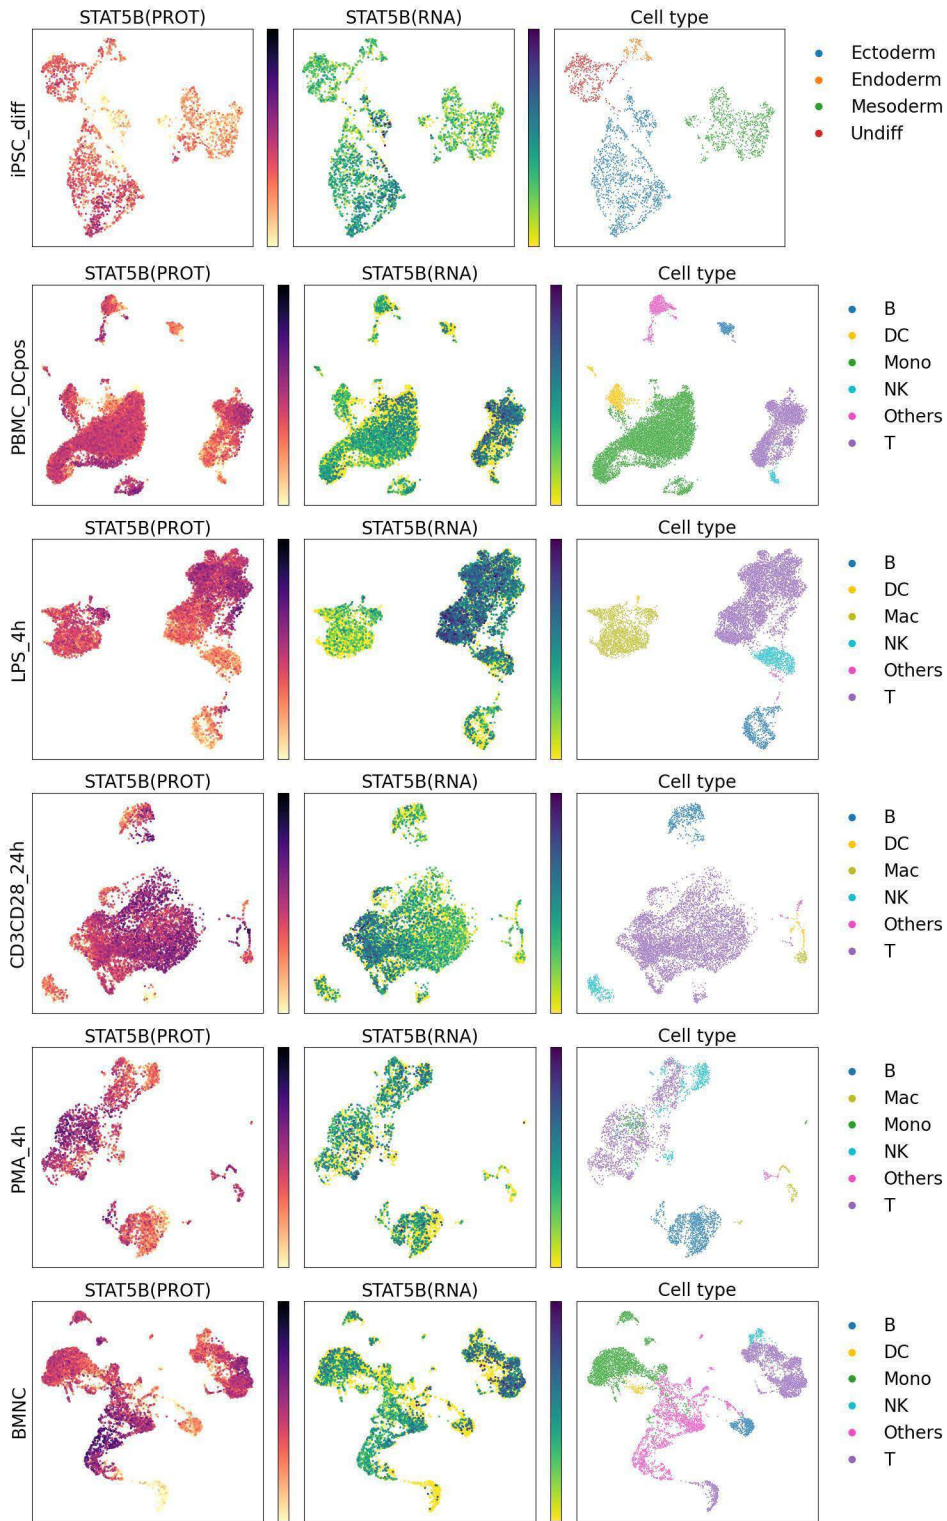 STAT5B(PROT) STAT5B(RNA) Cell type
iPSC_diff
Ectoderm
Endoderm
Mesoderm
Undiff
STAT5B(PROT) STAT5B(RNA) Cell type
PBMC_DCpos
B
DC
Mono
NK
Others
T
STAT5B(PROT) STAT5B(RNA) Cell type
LPS_4h
B
DC
Mac
NK
Others
T
STAT5B(PROT) STAT5B(RNA) Cell type
CD3CD28_24h
B
DC
Mac
NK
Others
T
STAT5B(PROT) STAT5B(RNA) Cell type
PMA_4h
B
Mac
Mono
NK
Others
T
STAT5B(PROT) STAT5B(RNA) Cell type
BMNC
B
DC
Mono
NK
Others
T